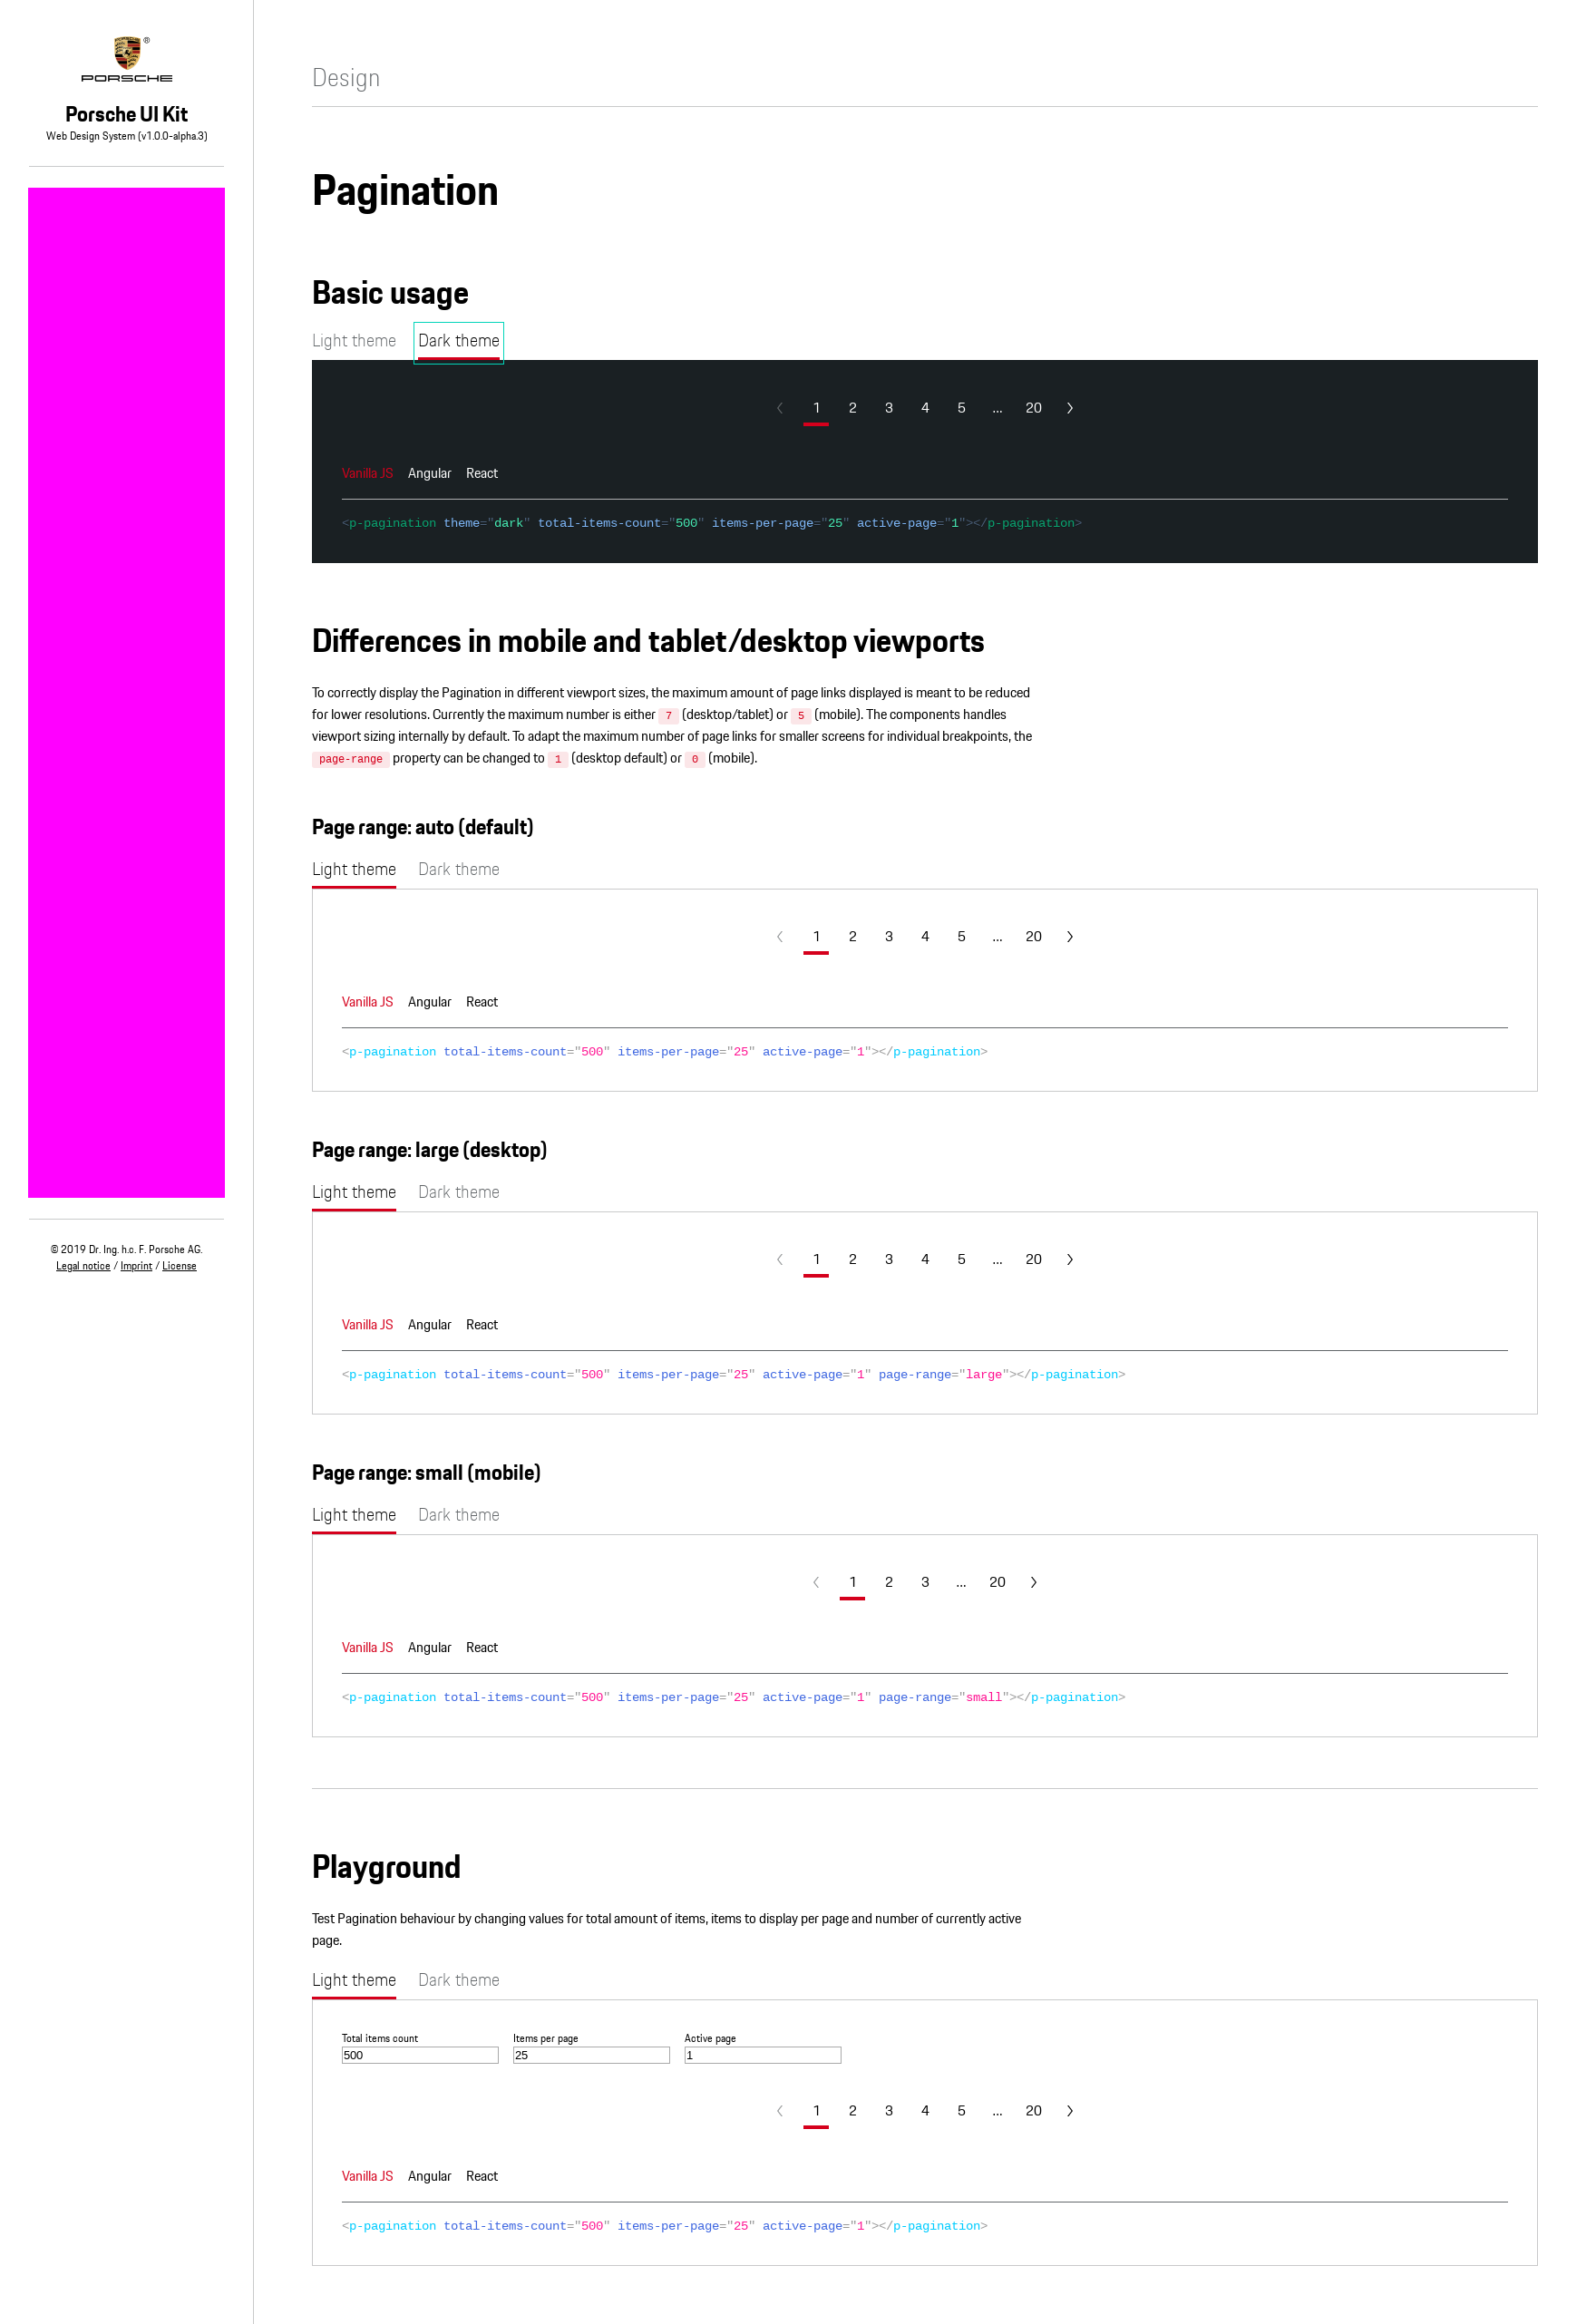 PORSCHE
®
Porsche UI Kit
Web Design System (v1.0.0-alpha.3)
© 2019 Dr. Ing. h.c. F. Porsche AG.
Legal notice / Imprint / License
Design
Pagination
Basic usage
Light theme Dark theme
1 2 3 4 5 ... 20
Vanilla JS Angular React
<p-pagination theme="dark" total-items-count="500" items-per-page="25" active-page="1"></p-pagination>
Differences in mobile and tablet/desktop viewports
To correctly display the Pagination in different viewport sizes, the maximum amount of page links displayed is meant to be reduced
for lower resolutions. Currently the maximum number is either 7 (desktop/tablet) or 5 (mobile). The components handles
viewport sizing internally by default. To adapt the maximum number of page links for smaller screens for individual breakpoints, the
page-range property can be changed to 1 (desktop default) or 0 (mobile).
Page range: auto (default)
Light theme Dark theme
1 2 3 4 5 ... 20
Vanilla JS Angular React
<p-pagination total-items-count="500" items-per-page="25" active-page="1"></p-pagination>
Page range: large (desktop)
Light theme Dark theme
1 2 3 4 5 ... 20
Vanilla JS Angular React
<p-pagination total-items-count="500" items-per-page="25" active-page="1" page-range="large"></p-pagination>
Page range: small (mobile)
Light theme Dark theme
1 2 3 ... 20
Vanilla JS Angular React
<p-pagination total-items-count="500" items-per-page="25" active-page="1" page-range="small"></p-pagination>
Playground
Test Pagination behaviour by changing values for total amount of items, items to display per page and number of currently active
page.
Light theme Dark theme
Total items count Items per page Active page
500 25 1
1 2 3 4 5 ... 20
Vanilla JS Angular React
<p-pagination total-items-count="500" items-per-page="25" active-page="1"></p-pagination>